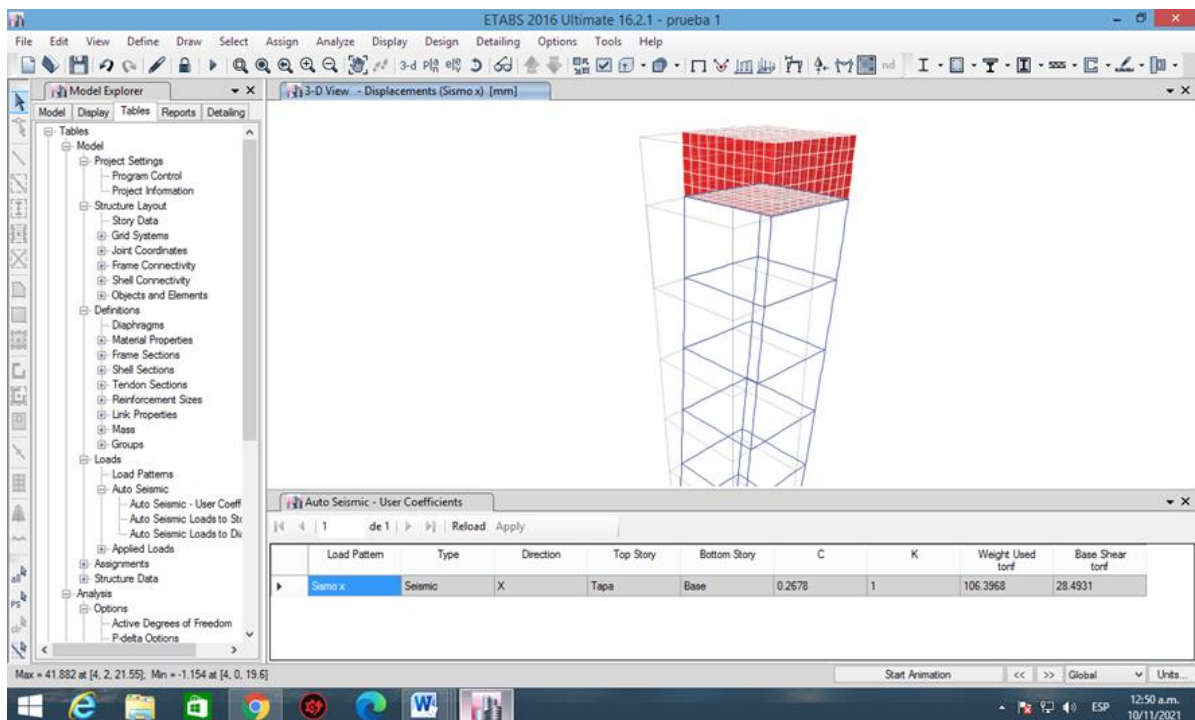 ETABS 2016 Ultimate 16.2.1 - prueba 1
File Edit View Define Draw Select Assign Analyze Display Design Detailing Options Tools Help
3-d
nd
Model Explorer
Model Display Tables Reports Detailing
Tables
Model
Project Settings
Program Control
Project Information
Structure Layout
Story Data
Grid Systems
Joint Coordinates
Frame Connectivity
Shell Connectivity
Objects and Elements
Definitions
Diaphragms
Material Properties
Frame Sections
Shell Sections
Tendon Sections
Reinforcement Sizes
Link Properties
Mass
Groups
Loads
Load Patterns
Auto Seismic
Auto Seismic - User Coeff
Auto Seismic Loads to Sto
Auto Seismic Loads to Dia
Applied Loads
Assignments
Structure Data
Analysis
Options
Active Degrees of Freedom
P-delta Options
3-D View - Displacements (Sismo x) [mm]
Auto Seismic - User Coefficients
1 de 1 Reload Apply
Load Pattern Type Direction Top Story Bottom Story C K Weight Used tonf Base Shear tonf
Sismo x Seismic X Tapa Base 0.2678 1 106.3968 28.4931
Max = 41.882 at [4, 2, 21.55]; Min = -1.154 at [4, 0, 19.6]
Start Animation << >> Global Units...
ESP
12:50 a.m.
10/11/2021